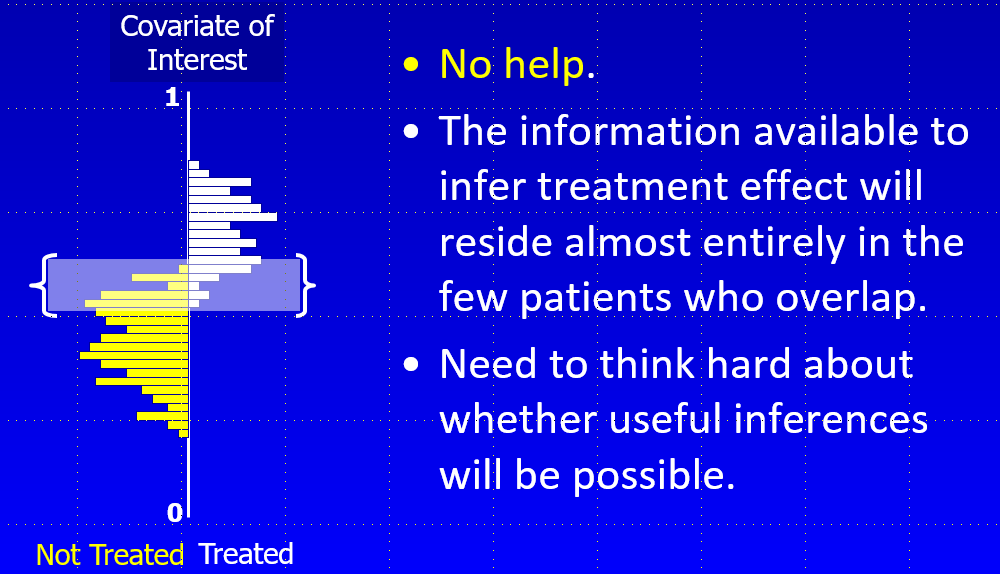 Covariate of
Interest
1
0
Not Treated Treated
• No help.
• The information available to
infer treatment effect will
reside almost entirely in the
few patients who overlap.
• Need to think hard about
whether useful inferences
will be possible.